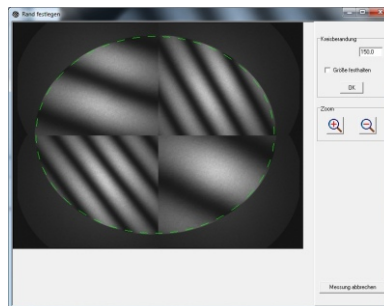 Rand festlegen
Kreisberandung
150,0
Größe festhalten
OK
Zoom
Messung abbrechen